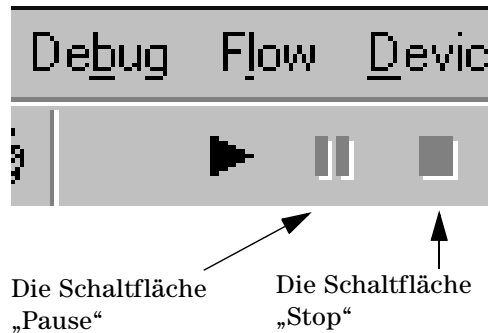 Debug Flow Devic
Die Schaltfläche
„Pause“
Die Schaltfläche
„Stop“